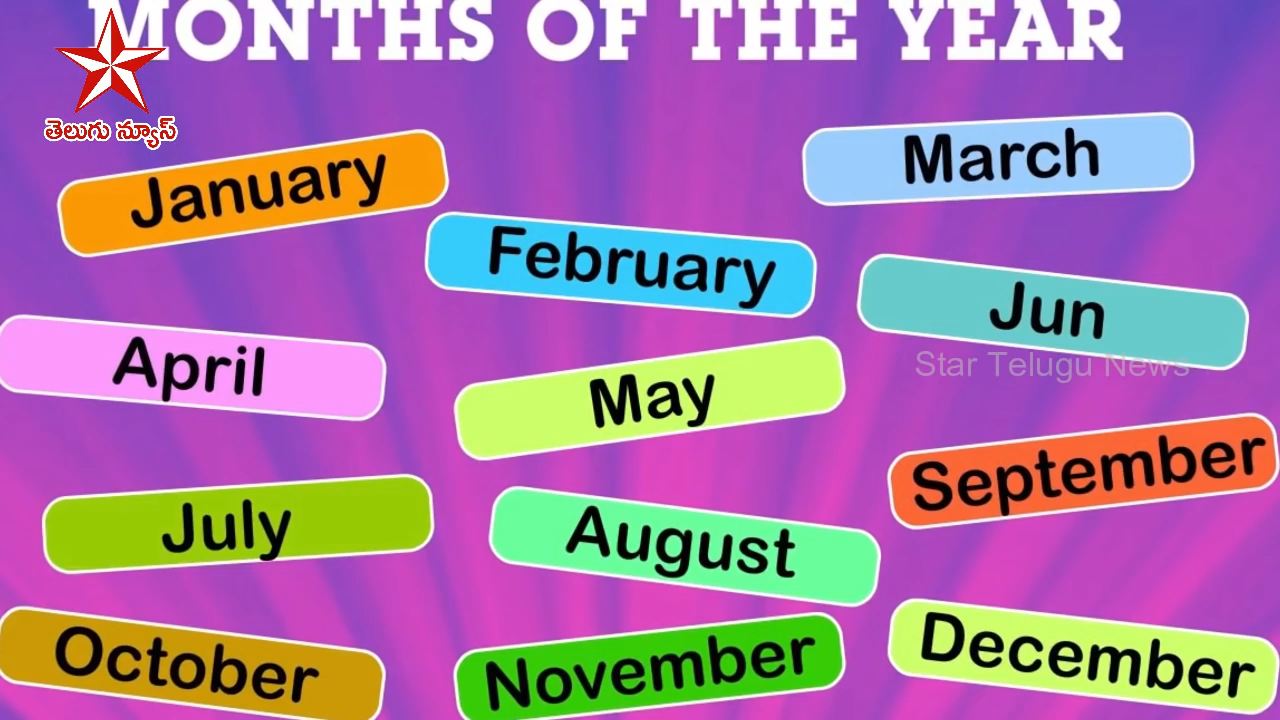 MONTHS OF THE YEAR
తెలుగు న్యూస్
January
February
March
April
May
Jun
Star Telugu News
July
August
September
October
November
December